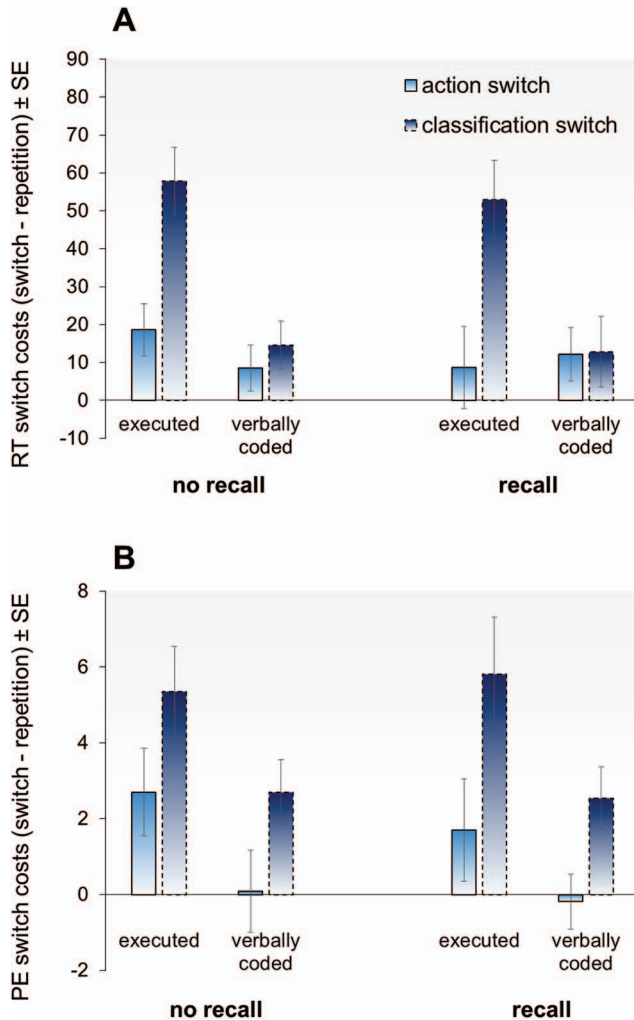 A
RT switch costs (switch - repetition) ± SE
90
80
70
60
50
40
30
20
10
0
-10
action switch
classification switch
executed
verbally
coded
executed
verbally
coded
no recall
recall
B
PE switch costs (switch - repetition) ± SE
8
6
4
2
0
-2
executed
verbally
coded
executed
verbally
coded
no recall
recall